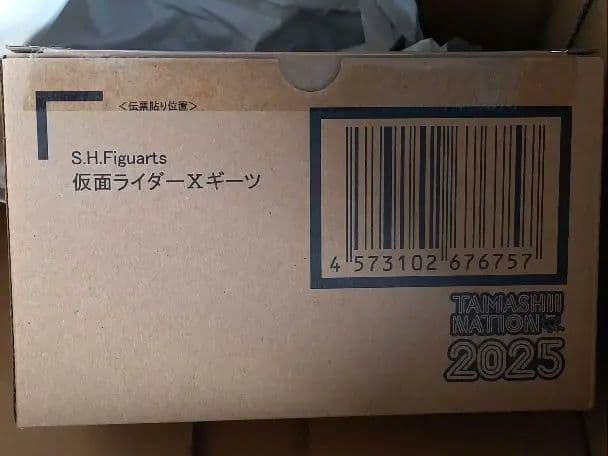 ＜伝票貼り位置＞
S.H.Figuarts
仮面ライダーXギーツ
4 573102 676757
TAMASHII
NATION
2025